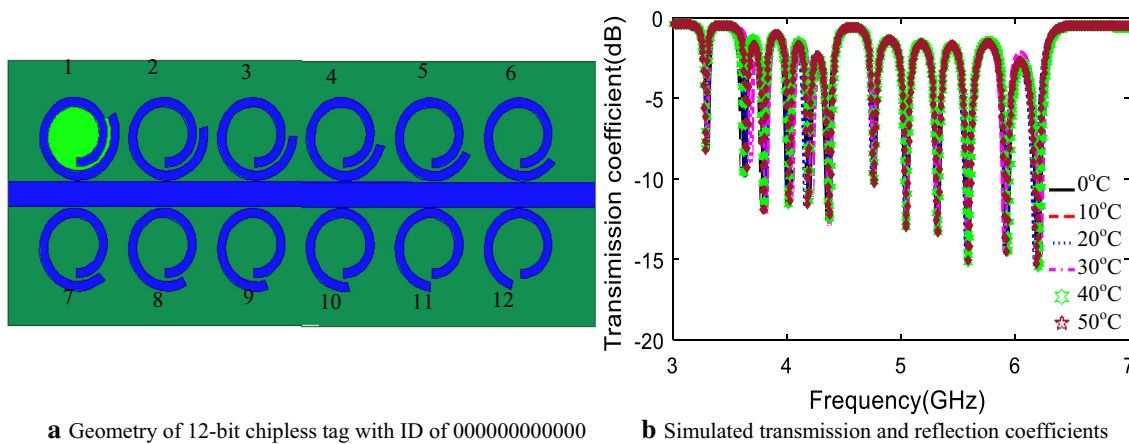 1 2 3 4 5 6
7 8 9 10 11 12
a Geometry of 12-bit chipless tag with ID of 000000000000
Transimission coefficient(dB)
0
-5
-10
-15
-20
3 4 5 6 7
Frequency(GHz)
0°C
10°C
20°C
30°C
40°C
50°C
b Simulated transmission and reflection coefficients